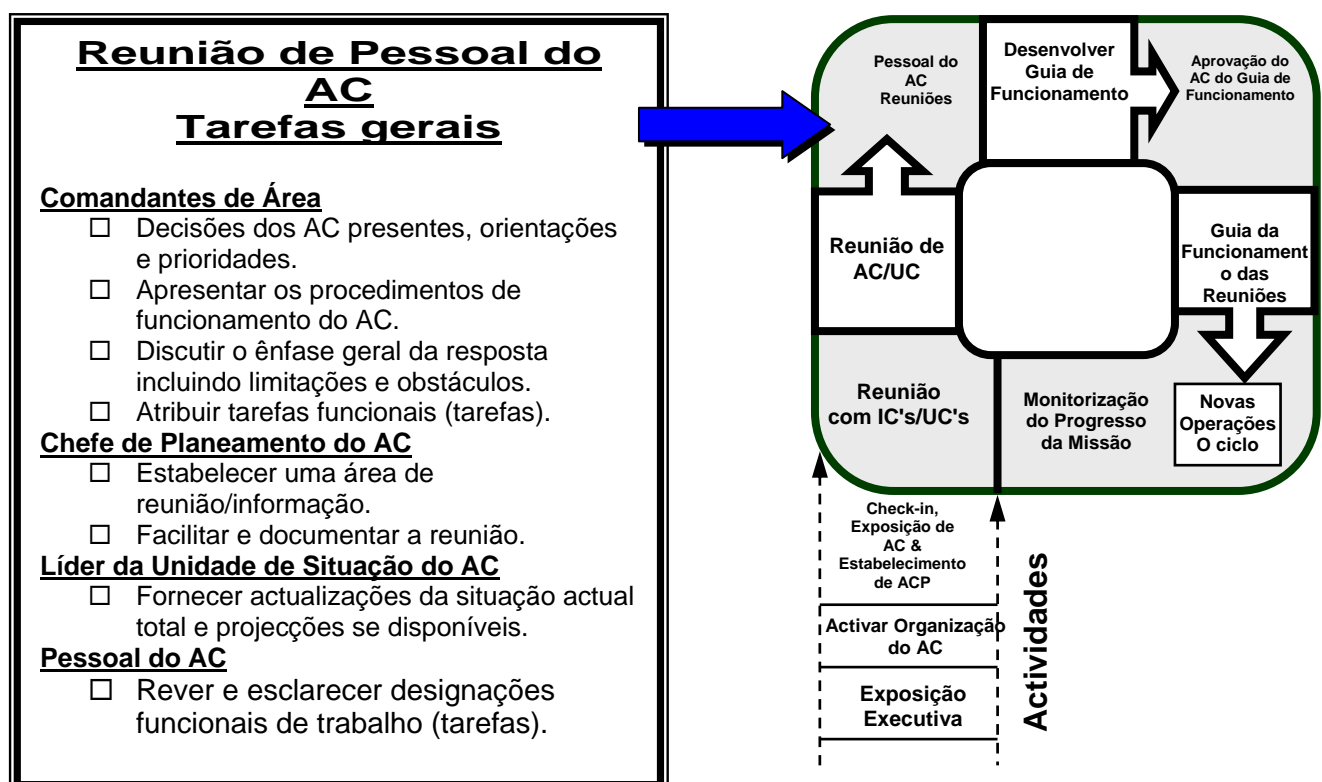 Reunião de Pessoal do
AC
Tarefas gerais
Comandantes de Área
☐ Decisões dos AC presentes, orientações
e prioridades.
☐ Apresentar os procedimentos de
funcionamento do AC.
☐ Discutir o ênfase geral da resposta
incluindo limitações e obstáculos.
☐ Atribuir tarefas funcionais (tarefas).
Chefe de Planeamento do AC
☐ Estabelecer uma área de
reunião/informação.
☐ Facilitar e documentar a reunião.
Líder da Unidade de Situação do AC
☐ Fornecer actualizações da situação actual
total e projecções se disponíveis.
Pessoal do AC
☐ Rever e esclarecer designações
funcionais de trabalho (tarefas).
Pessoal do
AC
Reuniões
Desenvolver
Guia de
Funcionamento
Aprovação do
AC do Guia de
Funcionamento
Reunião de
AC/UC
Guia da
Funcionament
o das
Reuniões
Reunião
com IC's/UC's
Monitorização
do Progresso
da Missão
Novas
Operações
O ciclo
Check-in,
Exposição de
AC &
Estabelecimento
de ACP
Activar Organização
do AC
Exposição
Executiva
Actividades